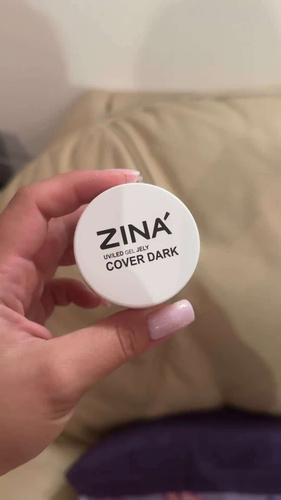 ZINÁ
UV/LED GEL JELY
COVER DARK